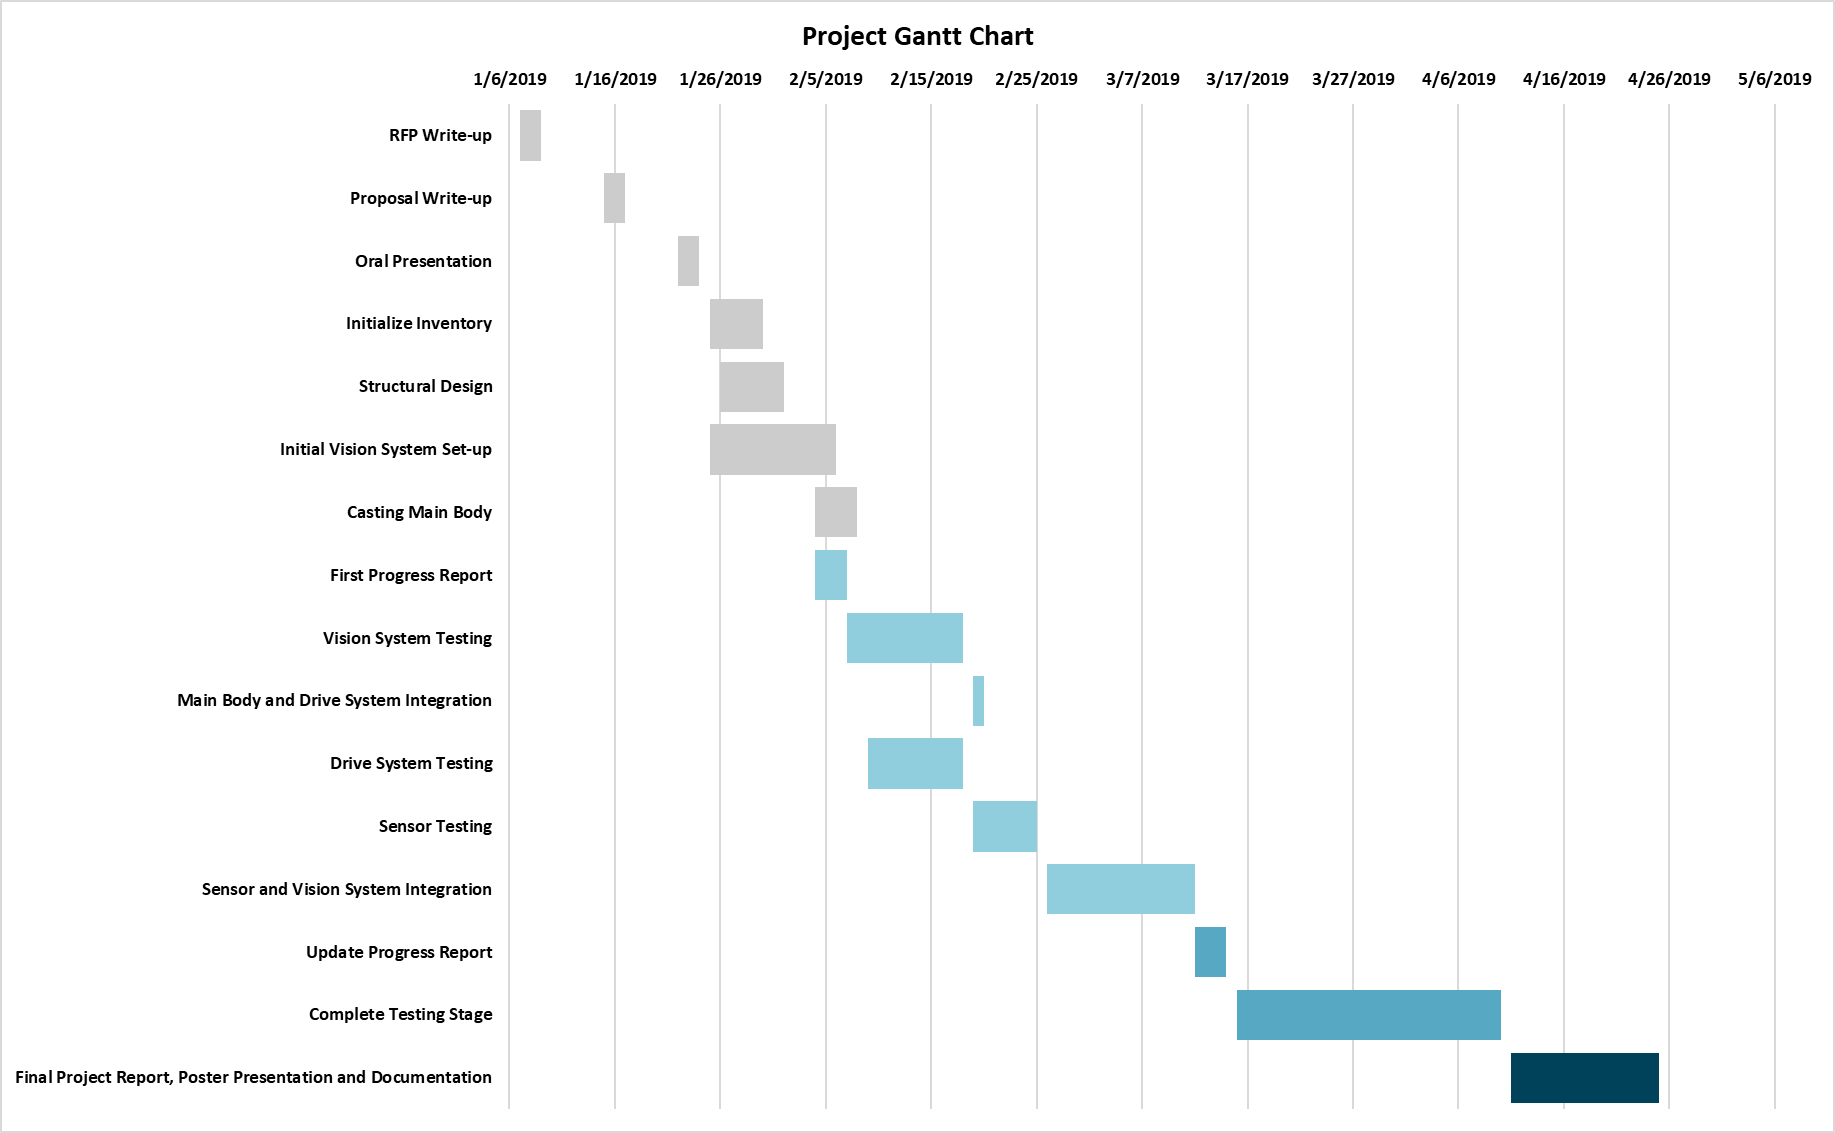 Project Gantt Chart
1/6/2019 1/16/2019 1/26/2019 2/5/2019 2/15/2019 2/25/2019 3/7/2019 3/17/2019 3/27/2019 4/6/2019 4/16/2019 4/26/2019 5/6/2019
RFP Write-up
Proposal Write-up
Oral Presentation
Initialize Inventory
Structural Design
Initial Vision System Set-up
Casting Main Body
First Progress Report
Vision System Testing
Main Body and Drive System Integration
Drive System Testing
Sensor Testing
Sensor and Vision System Integration
Update Progress Report
Complete Testing Stage
Final Project Report, Poster Presentation and Documentation